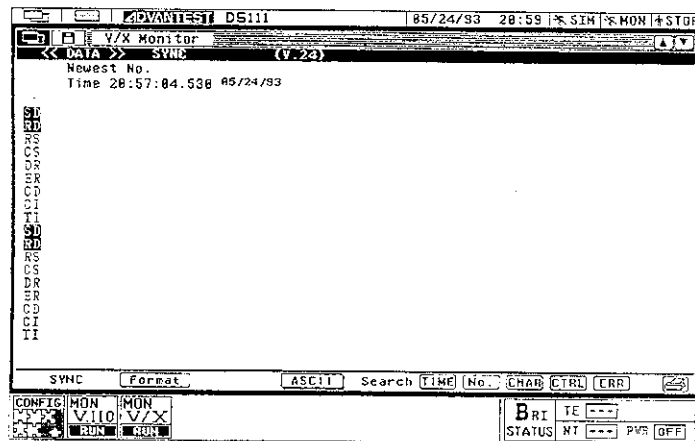 ADVANTEST D5111 05/24/93 20:59 SIM MON STOP
V/X Monitor
<< DATA >> SYNC (V.24)
Newest No.
Time 20:57:04.530 05/24/93
SD
RD
RS
CS
DR
ER
CD
CI
TI
SD
RD
RS
CS
DR
ER
CD
CI
TI
SYNC Format ASCII Search TIME No. CHAR CTRL ERR
CONFIG MON V.110 RUN MON V/X RUN
BRI STATUS TE --- NT --- PWR OFF